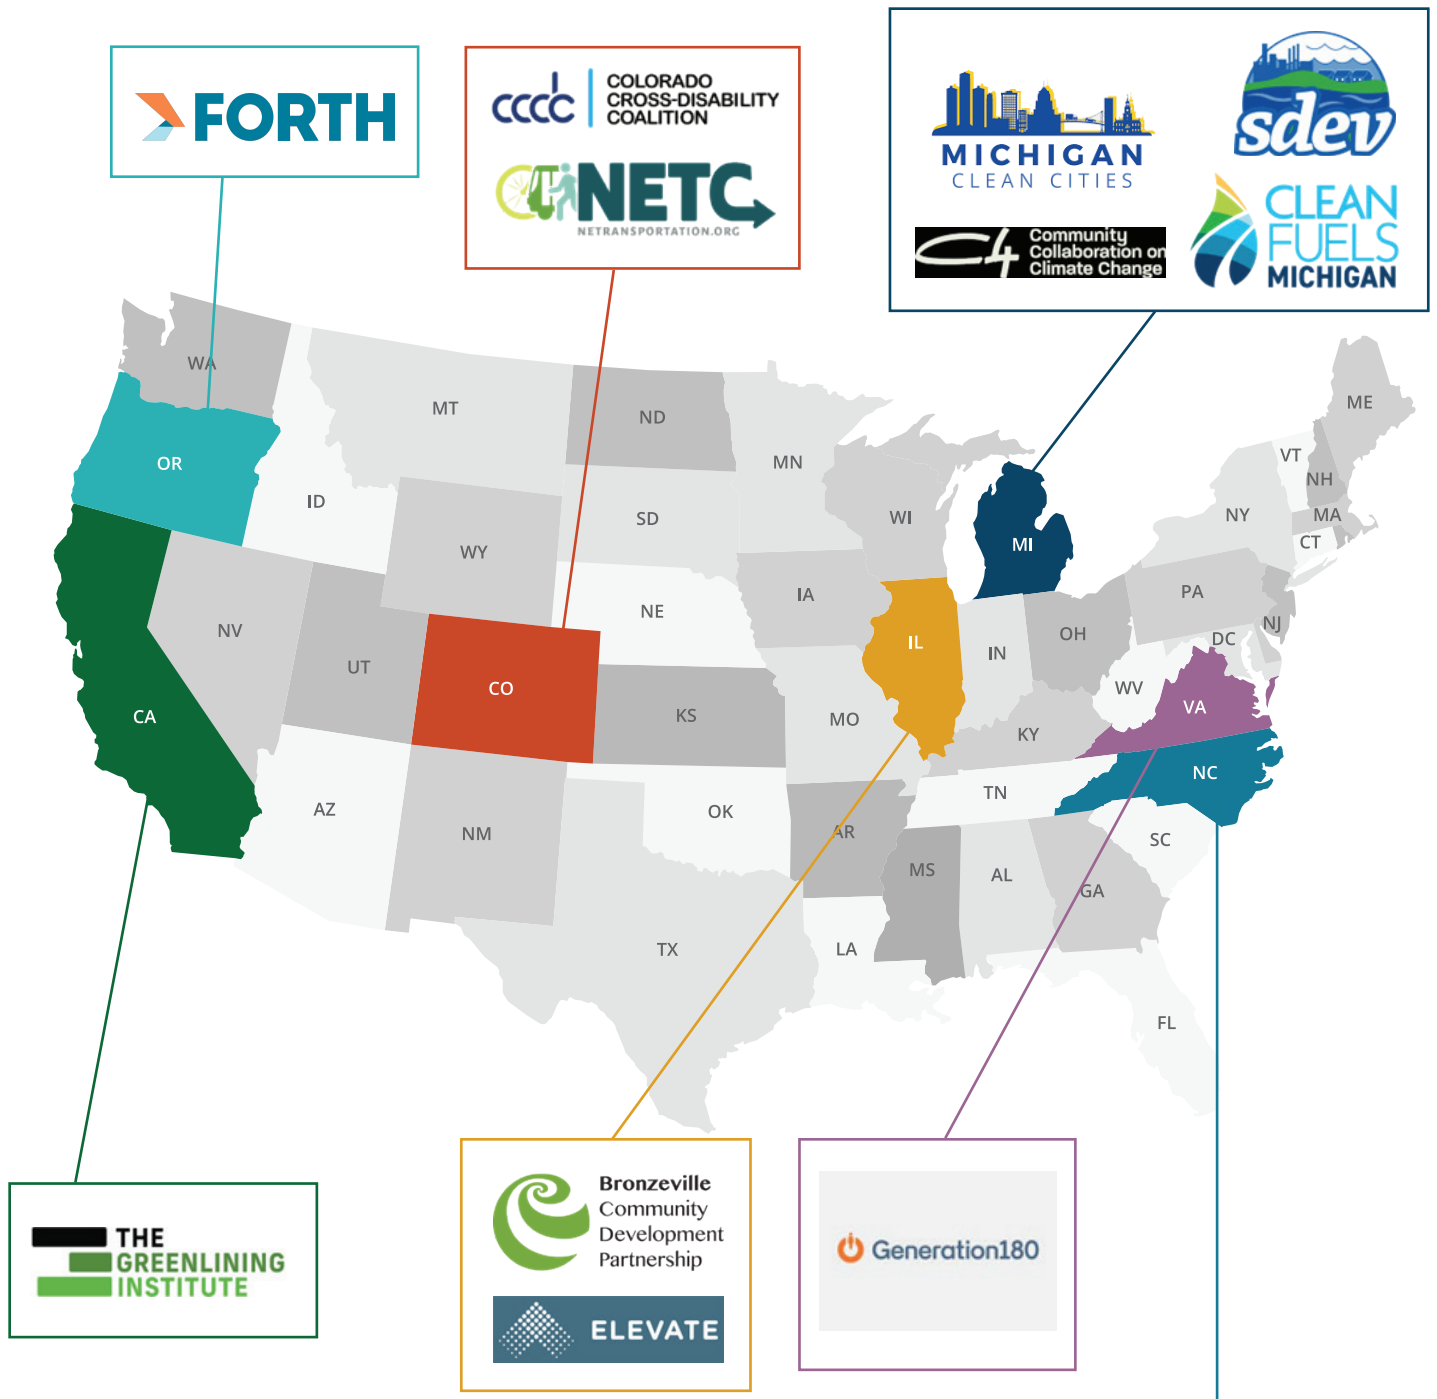 FORTH
cccdc
COLORADO
CROSS-DISABILITY
COALITION
NETC
NETRANSPORTATION.ORG
MICHIGAN
CLEAN CITIES
sdev
C4
Community
Collaboration on
Climate Change
CLEAN
FUELS
MICHIGAN
WA
OR
ID
MT
ND
SD
WY
MN
WI
MI
NY
VT
NH
ME
MA
CT
CA
NV
UT
CO
NE
KS
IA
IL
IN
OH
PA
NJ
DC
WV
VA
MO
KY
NC
TN
SC
AZ
NM
OK
AR
TX
LA
MS
AL
GA
FL
THE
GREENLINING
INSTITUTE
Bronzeville
Community
Development
Partnership
ELEVATE
Generation180